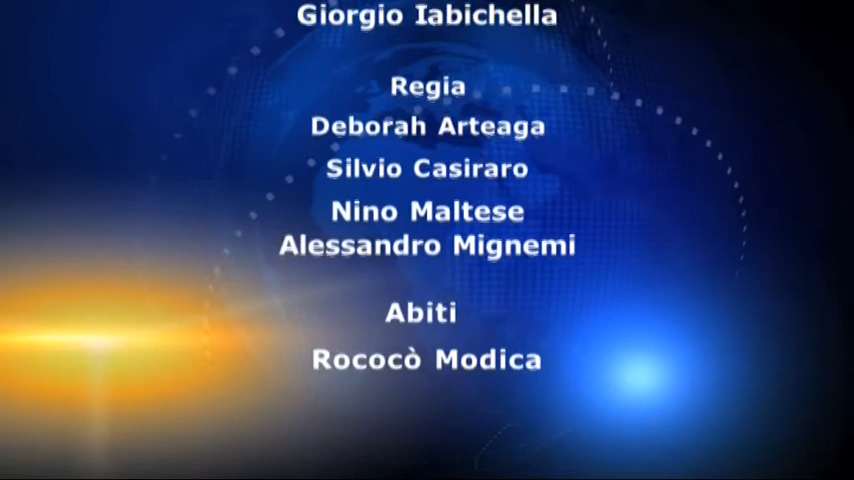 Giorgio Iabichella
Regia
Deborah Arteaga
Silvio Casiraro
Nino Maltese
Alessandro Mignemi
Abiti
Rococò Modica